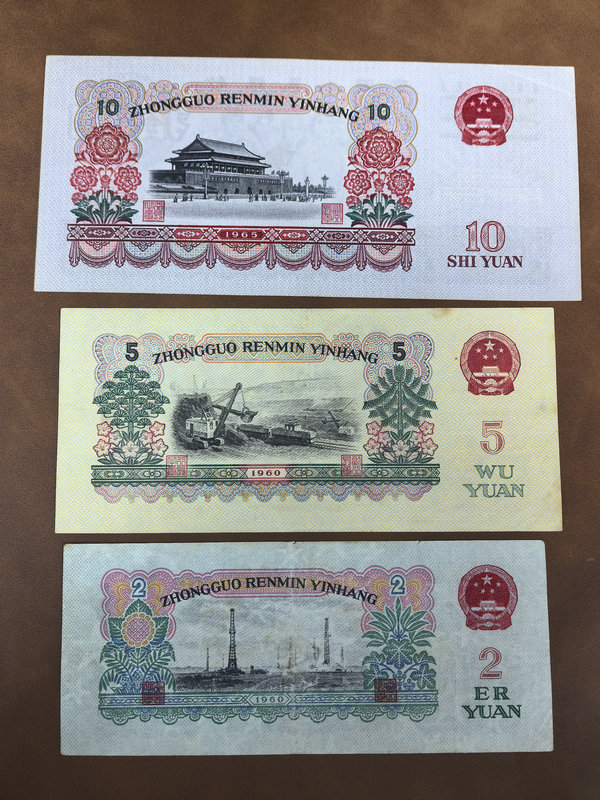 10 ZHONGGUO RENMIN YINHANG 10
1965
10
SHI YUAN
5 ZHONGGUO RENMIN YINHANG 5
1960
5
WU
YUAN
2 ZHONGGUO RENMIN YINHANG 2
1960
2
ER
YUAN